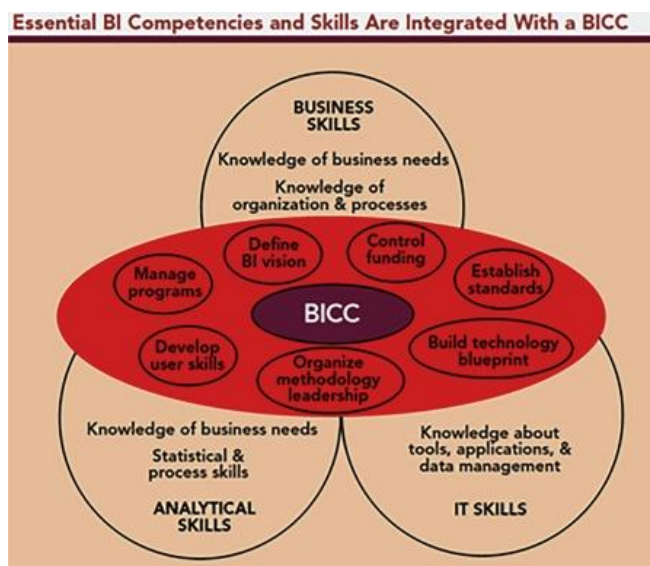 Essential BI Competencies and Skills Are Integrated With a BICC
BUSINESS
SKILLS
Knowledge of business needs
Knowledge of
organization & processes
Define
BI vision
Control
funding
Manage
programs
Establish
standards
BICC
Develop
user skills
Organize
methodology
leadership
Build technology
blueprint
Knowledge of business needs
Statistical &
process skills
ANALYTICAL
SKILLS
Knowledge about
tools, applications, &
data management
IT SKILLS